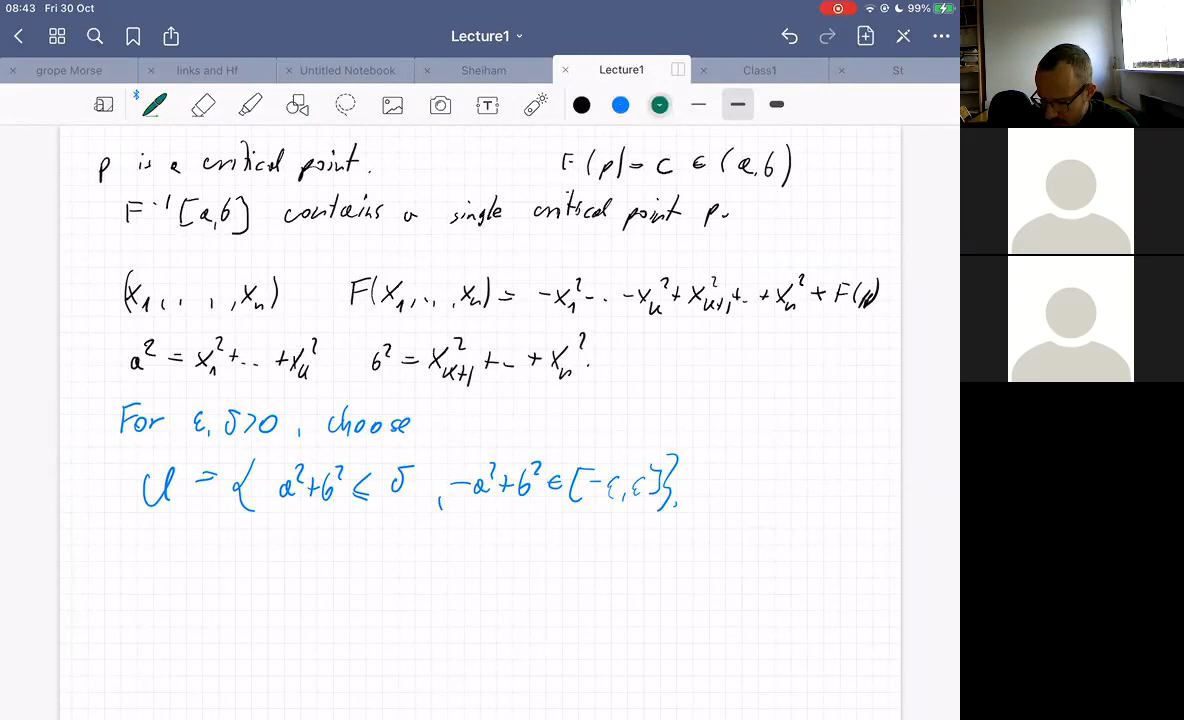 08:43 Fri 30 Oct
99%
Lecture1
grope Morse
links and Hf
Untitled Notebook
Sheiham
Lecture1
Class1
St
p is a critical point. F(p) = c ∈ (a,b)
F⁻¹[a,b] contains a single critical point p.
(x₁, . , , xₙ) F(x₁, .., xₙ) = -x₁² - .. -xₖ² + xₖ₊₁² + .. + xₙ² + F(p)
a² = x₁² + .. + xₖ² b² = xₖ₊₁² + .. + xₙ².
For ε, δ > 0, choose
U = { a² + b² ≤ δ, -a² + b² ∈ [-ε, ε] }.